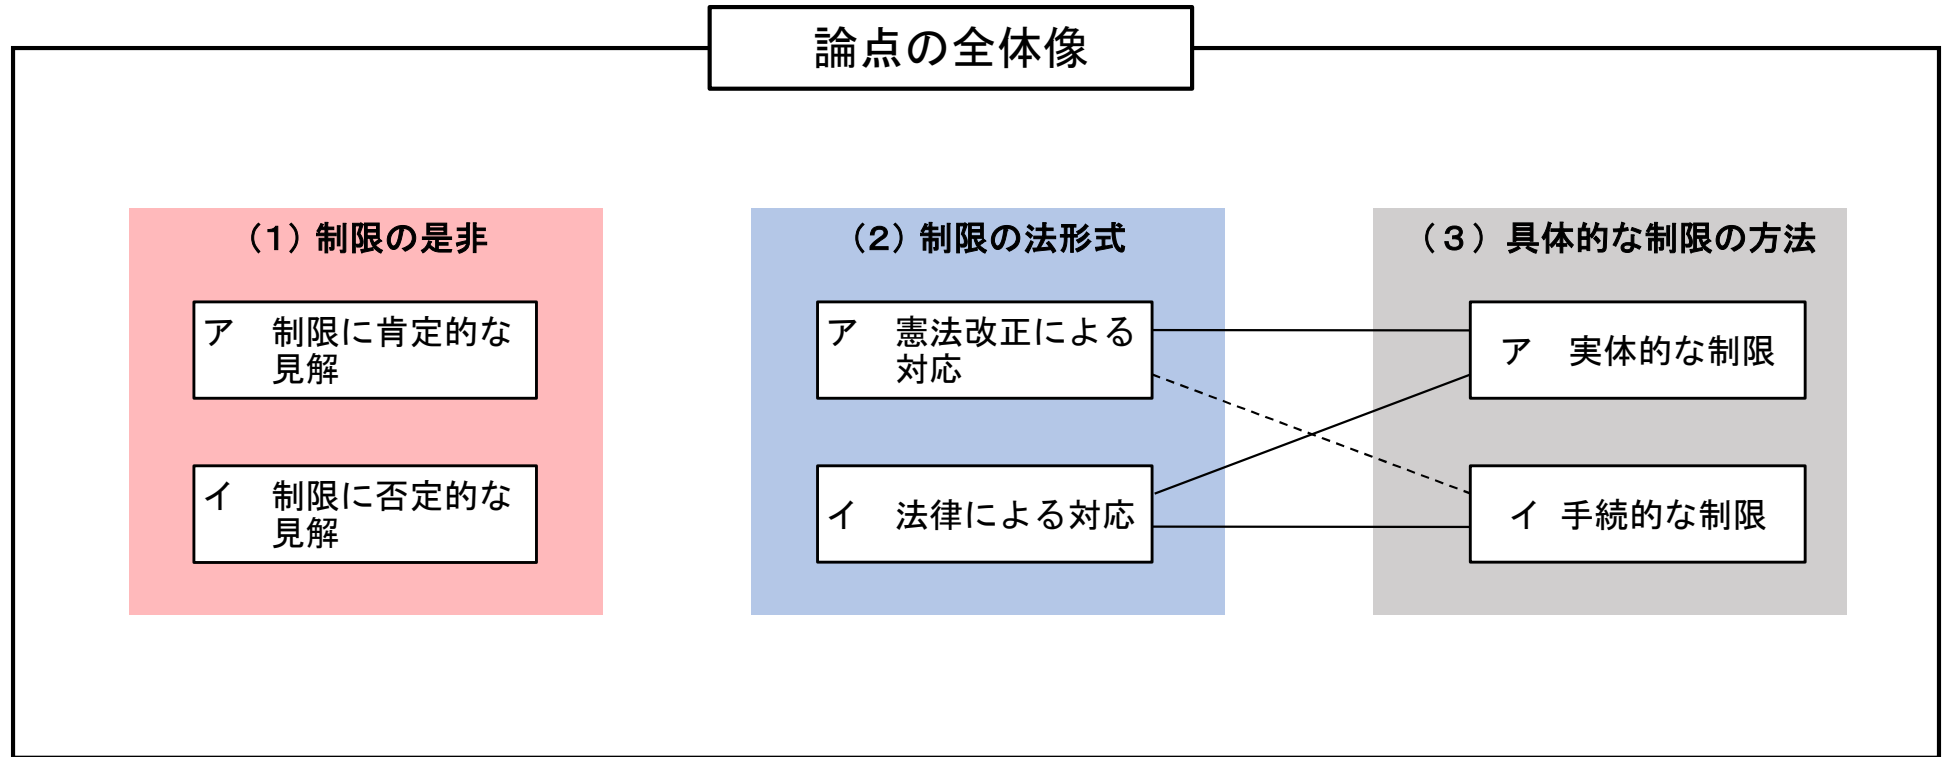 論点の全体像
(1) 制限の是非
ア　制限に肯定的な
見解
イ　制限に否定的な
見解
(2) 制限の法形式
ア　憲法改正による
対応
イ　法律による対応
（３）具体的な制限の方法
ア　実体的な制限
イ 手続的な制限